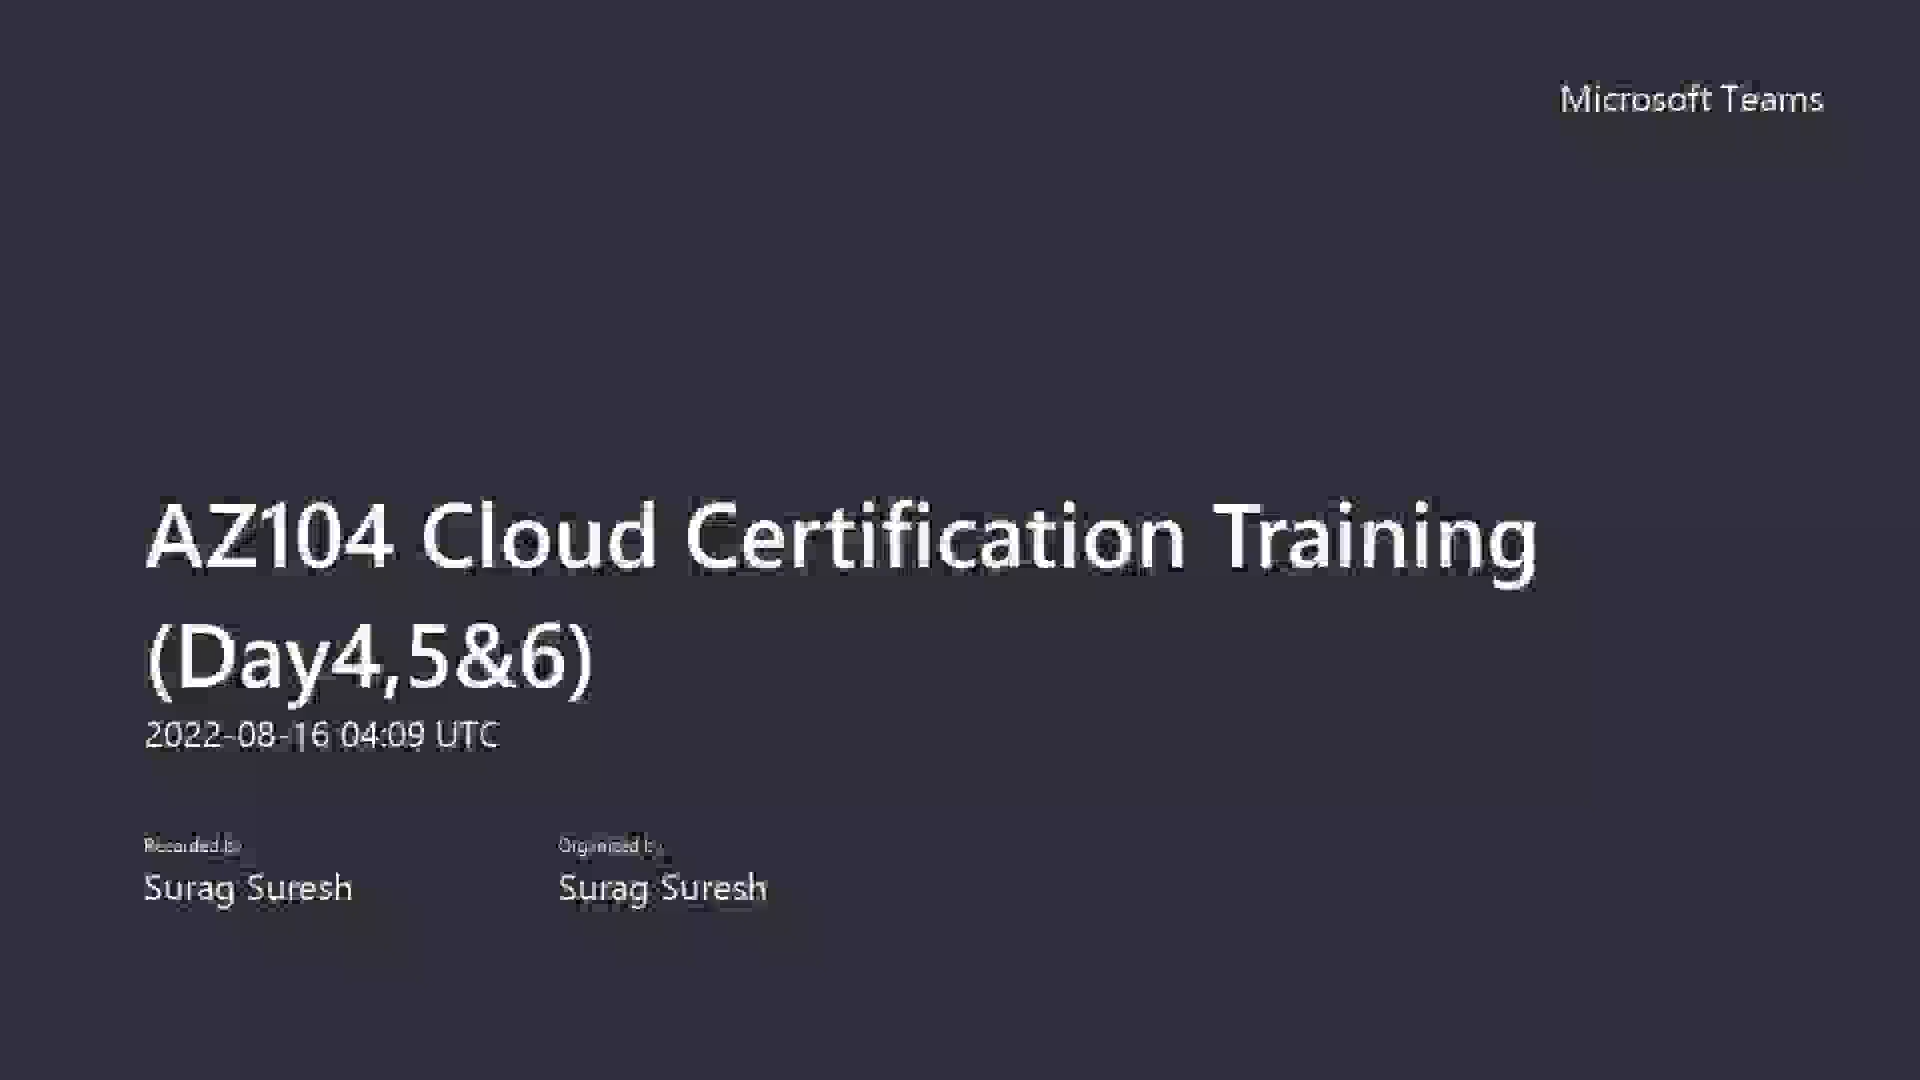 Microsoft Teams
AZ104 Cloud Certification Training
(Day4,5&6)
2022-08-16 04:09 UTC
Recorded by
Organized by
Surag Suresh
Surag Suresh